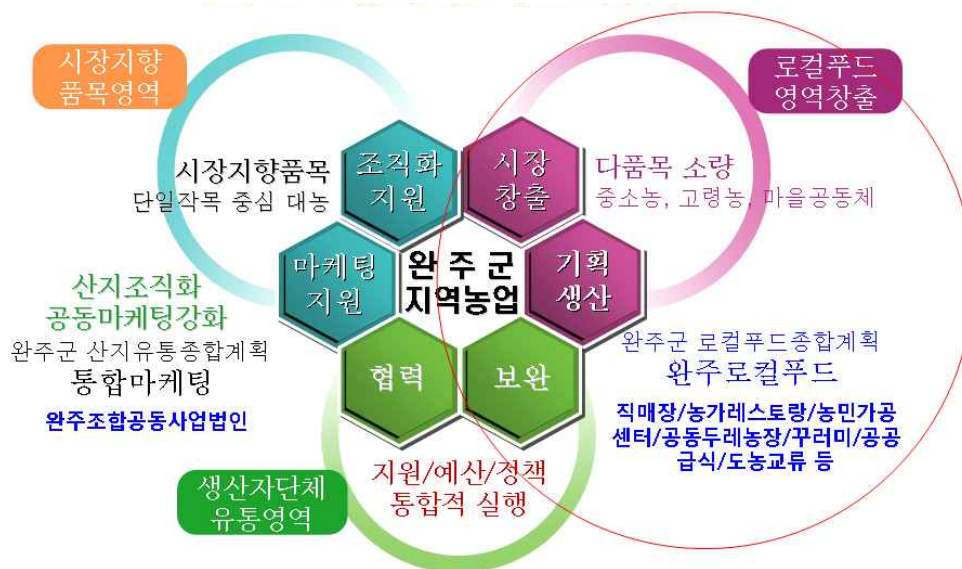 시장지향
품목영역
로컬푸드
영역창출
시장지향품목
단일작목 중심 대농
조직화
지원
시장
창출
다품목 소량
중소농, 고령농, 마을공동체
마케팅
지원
완주군
지역농업
기획
생산
산지조직화
공동마케팅강화
완주군 산지유통종합계획
통합마케팅
완주조합공동사업법인
협력
보완
완주군 로컬푸드종합계획
완주로컬푸드
직매장/농가레스토랑/농민가공
센터/공동두레농장/꾸러미/공공
급식/도농교류 등
생산자단체
유통영역
지원/예산/정책
통합적 실행